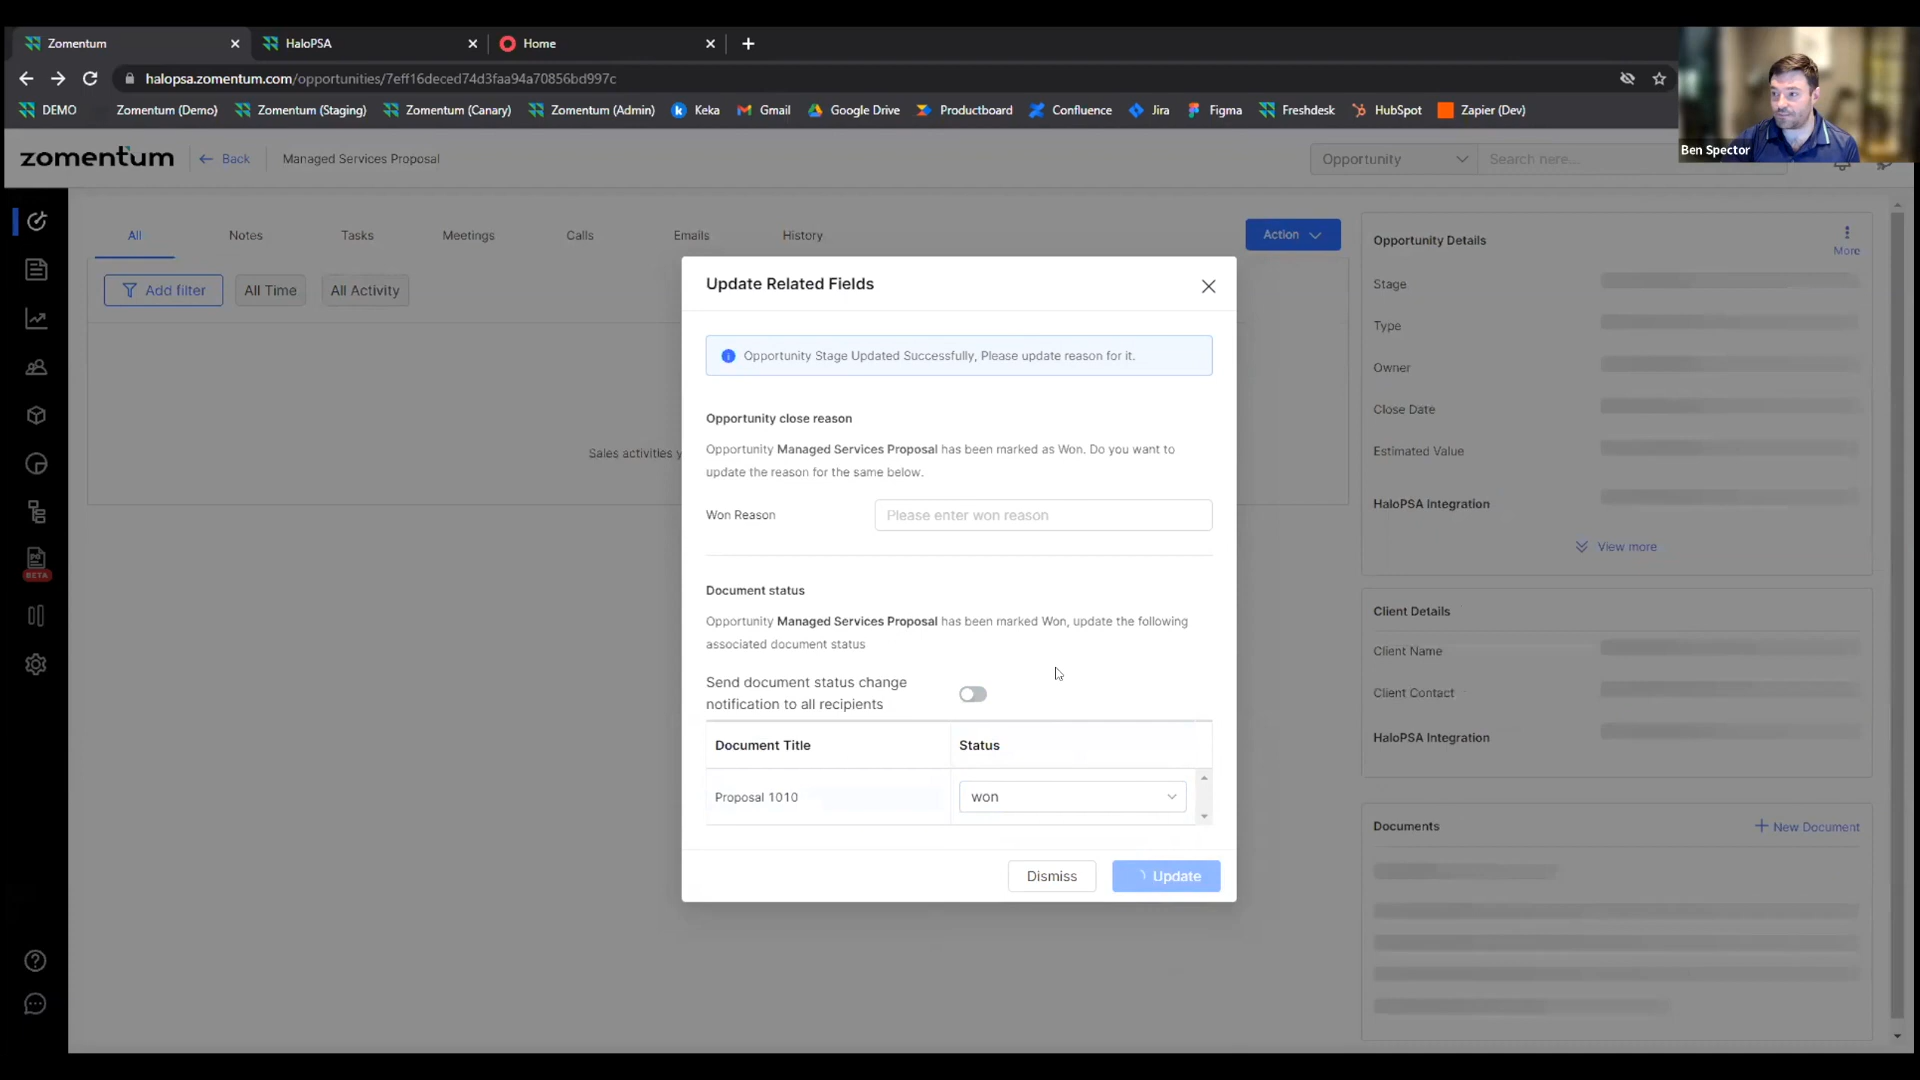 Zomentum
HaloPSA
Home
halopsa.zomentum.com/opportunities/7eff16deced74d3faa94a70856bd997c
DEMO
Zomentum (Demo)
Zomentum (Staging)
Zomentum (Canary)
Zomentum (Admin)
Keka
Gmail
Google Drive
Productboard
Confluence
Jira
Figma
Freshdesk
HubSpot
Zapier (Dev)
Ben Spector
zomentum
Back
Managed Services Proposal
Opportunity
Search here...
All
Notes
Tasks
Meetings
Calls
Emails
History
Action
Add filter
All Time
All Activity
Sales activities y
Update Related Fields
Opportunity Stage Updated Successfully, Please update reason for it.
Opportunity close reason
Opportunity Managed Services Proposal has been marked as Won. Do you want to
update the reason for the same below.
Won Reason
Please enter won reason
Document status
Opportunity Managed Services Proposal has been marked Won, update the following
associated document status
Send document status change
notification to all recipients
Document Title
Status
Proposal 1010
won
Dismiss
Update
Opportunity Details
More
Stage
Type
Owner
Close Date
Estimated Value
HaloPSA Integration
View more
Client Details
Client Name
Client Contact
HaloPSA Integration
Documents
New Document
PO
BETA